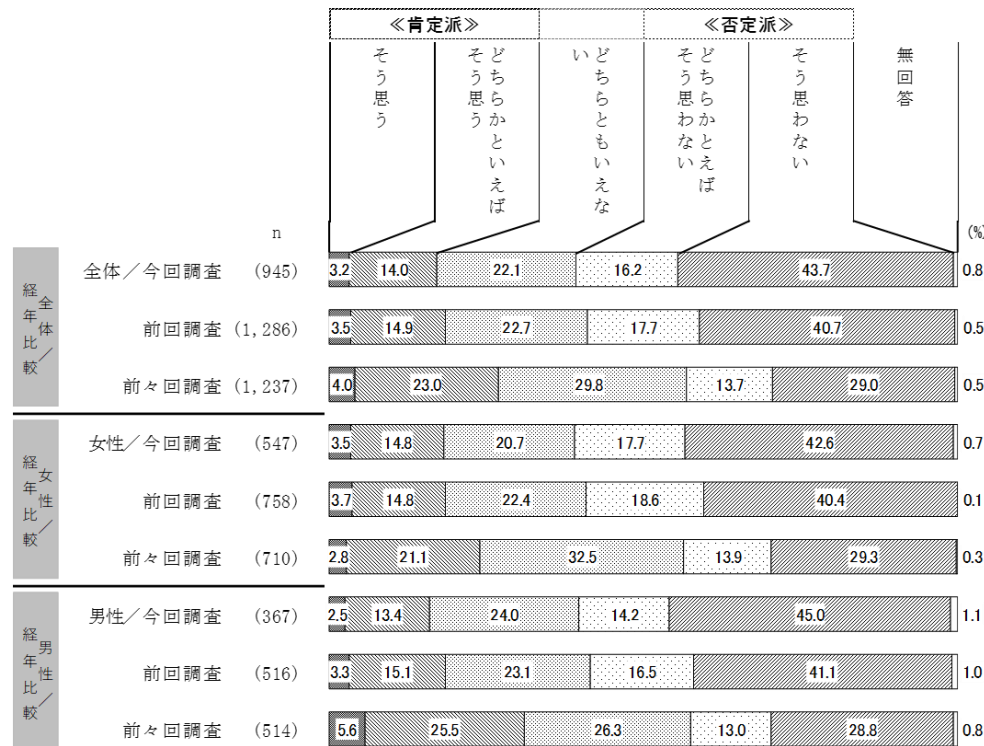 ≪肯定派≫ ≪否定派≫
そう思う
どちらかといえば
そう思う
どちらともいえな
い
どちらかとえば
そう思わない
そう思わない
無回答
n
(%)
全体／
経年比較
全体／今回調査 (945) 3.2 14.0 22.1 16.2 43.7 0.8
前回調査 (1,286) 3.5 14.9 22.7 17.7 40.7 0.5
前々回調査 (1,237) 4.0 23.0 29.8 13.7 29.0 0.5
女性／
経年比較
女性／今回調査 (547) 3.5 14.8 20.7 17.7 42.6 0.7
前回調査 (758) 3.7 14.8 22.4 18.6 40.4 0.1
前々回調査 (710) 2.8 21.1 32.5 13.9 29.3 0.3
男性／
経年比較
男性／今回調査 (367) 2.5 13.4 24.0 14.2 45.0 1.1
前回調査 (516) 3.3 15.1 23.1 16.5 41.1 1.0
前々回調査 (514) 5.6 25.5 26.3 13.0 28.8 0.8